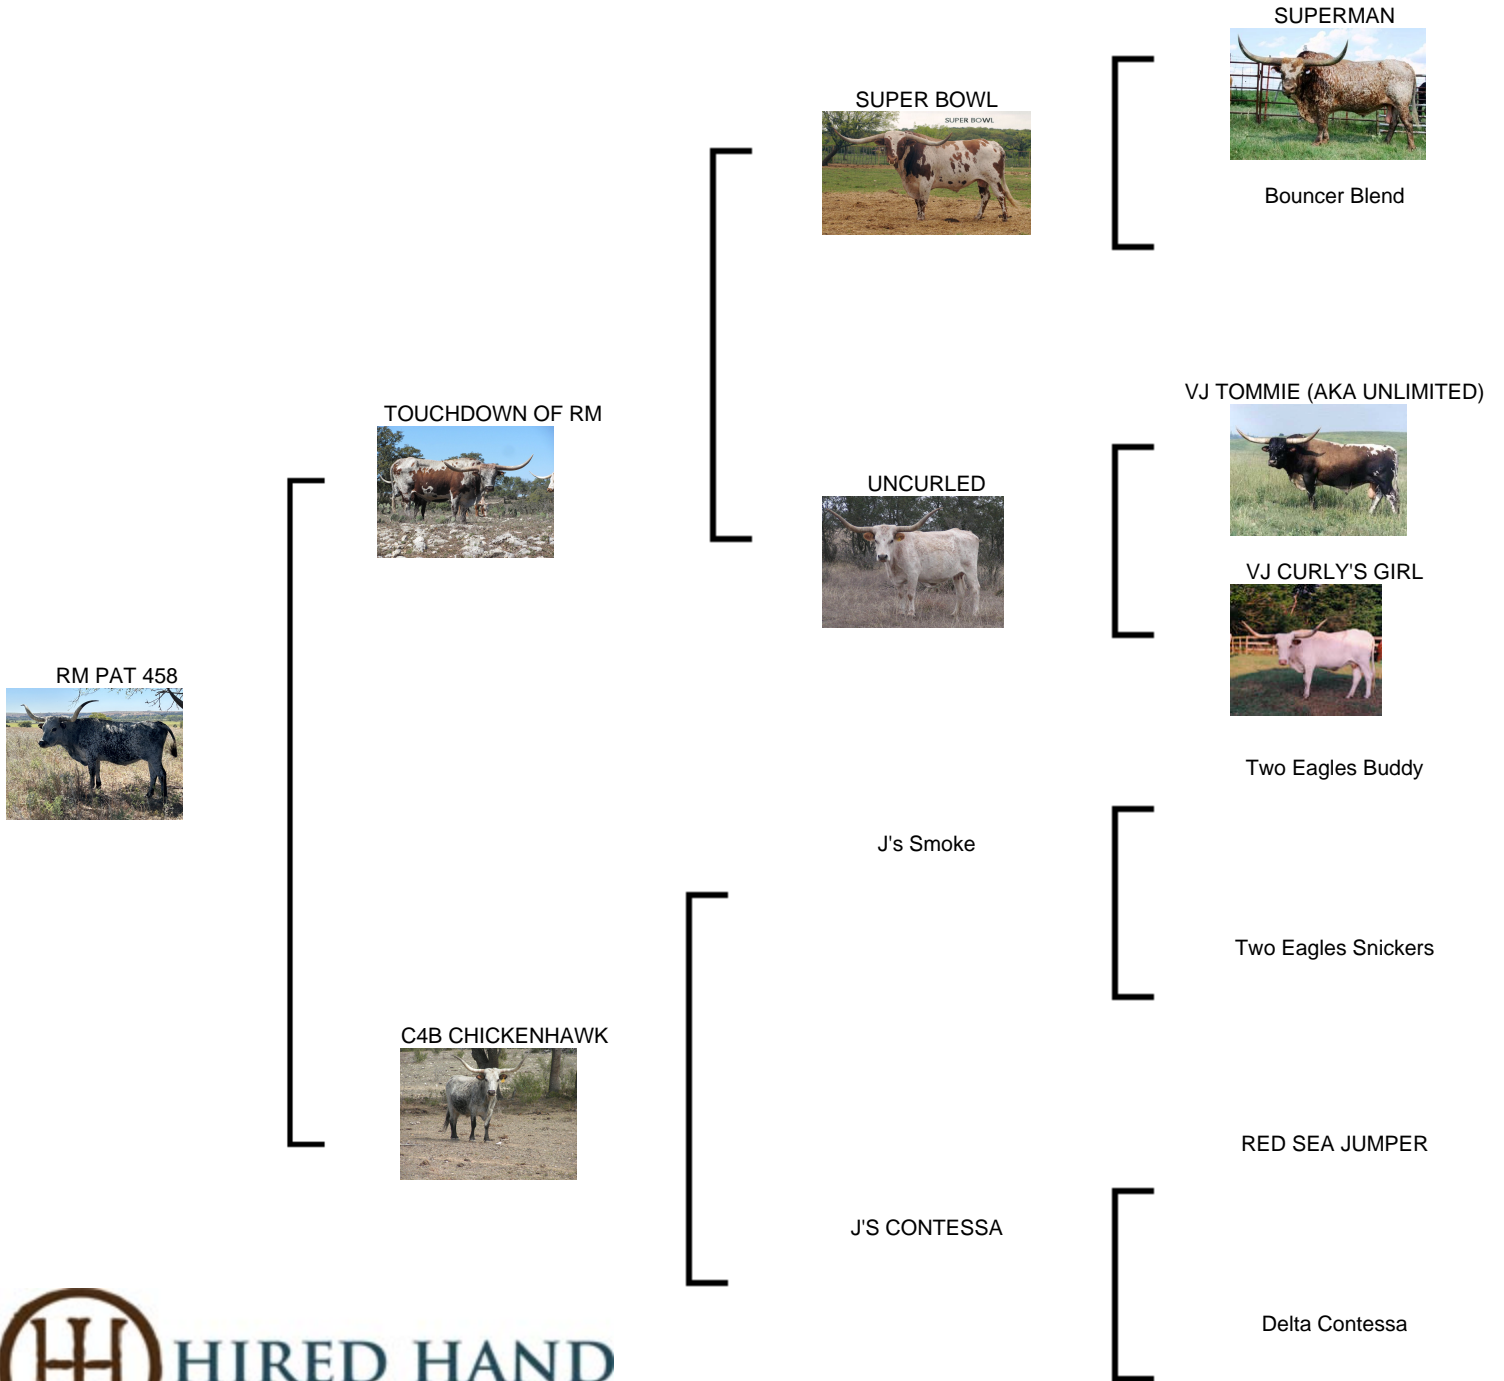 SUPERMAN
SUPER BOWL
SUPER BOWL
Bouncer Blend
VJ TOMMIE (AKA UNLIMITED)
TOUCHDOWN OF RM
UNCURLED
VJ CURLY'S GIRL
RM PAT 458
Two Eagles Buddy
J's Smoke
Two Eagles Snickers
C4B CHICKENHAWK
RED SEA JUMPER
J'S CONTESSA
Delta Contessa
HIRED HAND